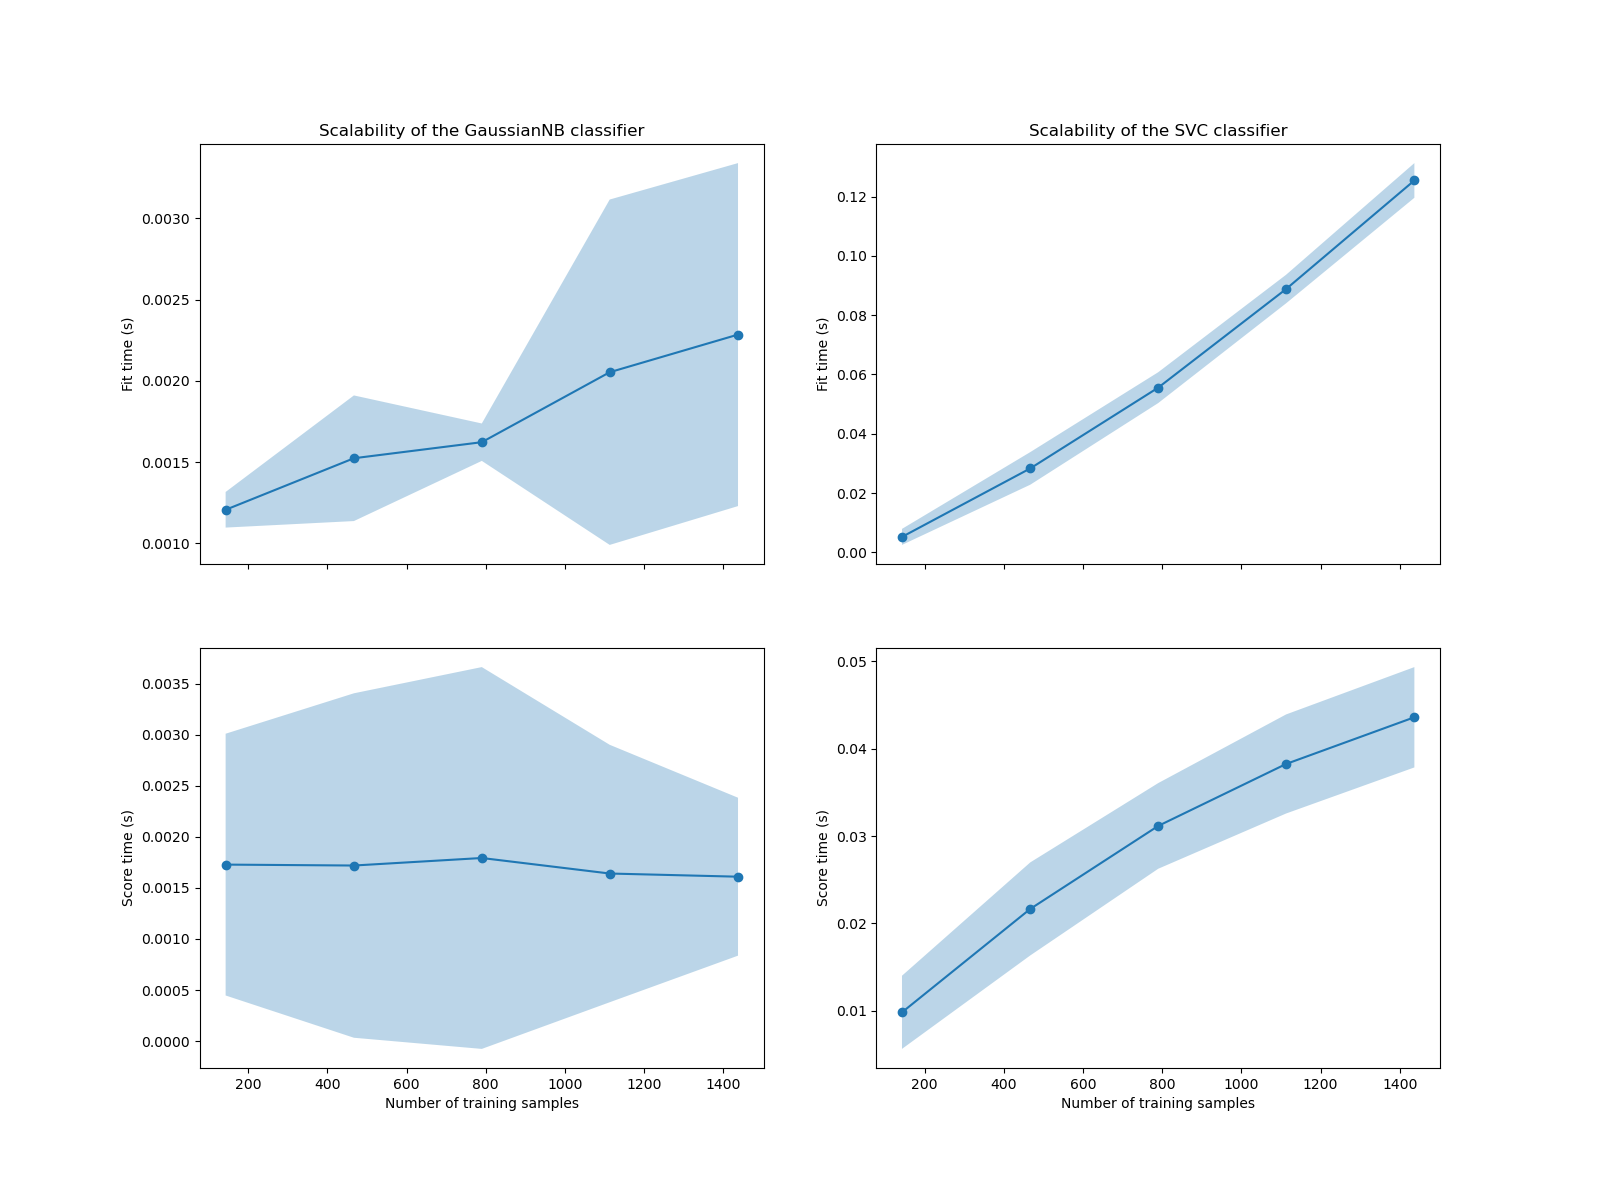 Scalability of the GaussianNB classifier
Fit time (s)
0.0030
0.0025
0.0020
0.0015
0.0010
Scalability of the SVC classifier
Fit time (s)
0.12
0.10
0.08
0.06
0.04
0.02
0.00
Score time (s)
0.0035
0.0030
0.0025
0.0020
0.0015
0.0010
0.0005
0.0000
200 400 600 800 1000 1200 1400
Number of training samples
Score time (s)
0.05
0.04
0.03
0.02
0.01
200 400 600 800 1000 1200 1400
Number of training samples